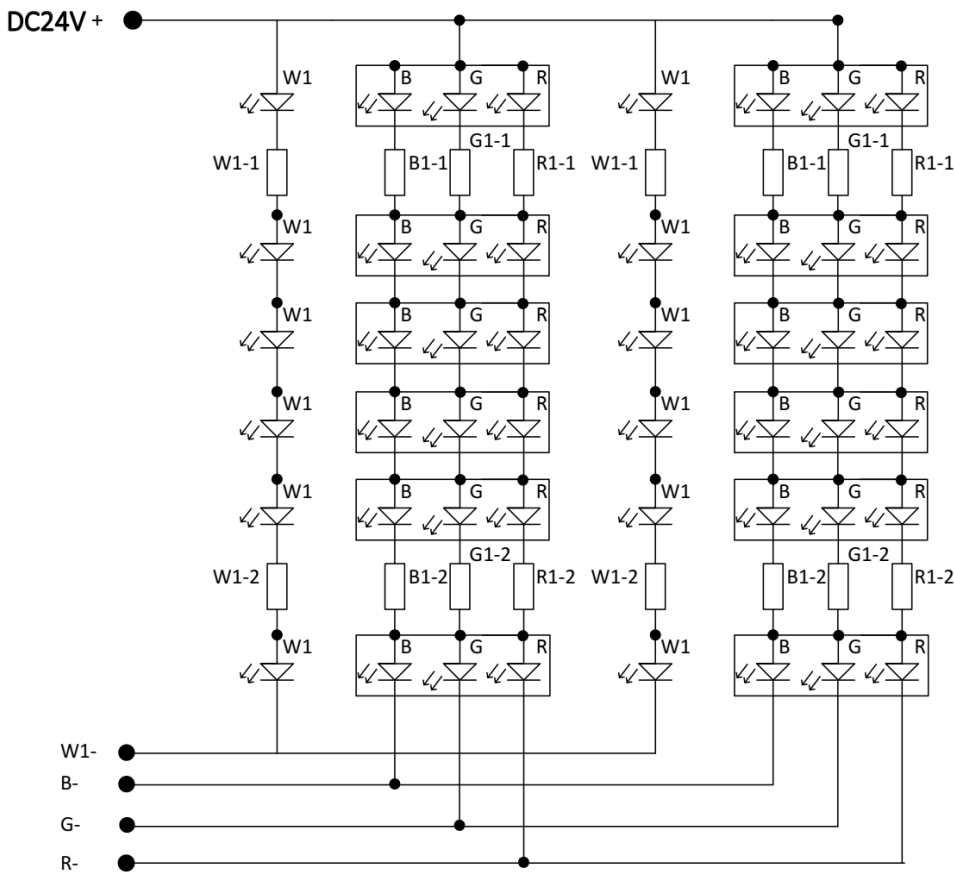 DC24V +
W1 B G R W1 B G R
G1-1 G1-1
W1-1 B1-1 R1-1 W1-1 B1-1 R1-1
W1 B G R W1 B G R
W1 B G R W1 B G R
W1 B G R W1 B G R
W1 B G R W1 B G R
G1-2 G1-2
W1-2 B1-2 R1-2 W1-2 B1-2 R1-2
W1 B G R W1 B G R
W1-
B-
G-
R-